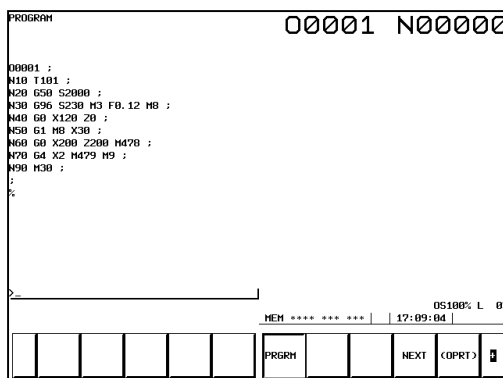 PROGRAM
O0001 N00000
O0001 ;
N10 T101 ;
N20 G50 S2000 ;
N30 G96 S230 M3 F0.12 M8 ;
N40 G0 X120 Z0 ;
N50 G1 M8 X30 ;
N60 G0 X200 Z200 M478 ;
N70 G4 X2 M479 M9 ;
N90 M30 ;
;
%
>_
OS100% L 0
MEM **** *** *** | | 17:09:04 |
PRGRM NEXT (OPRT) +